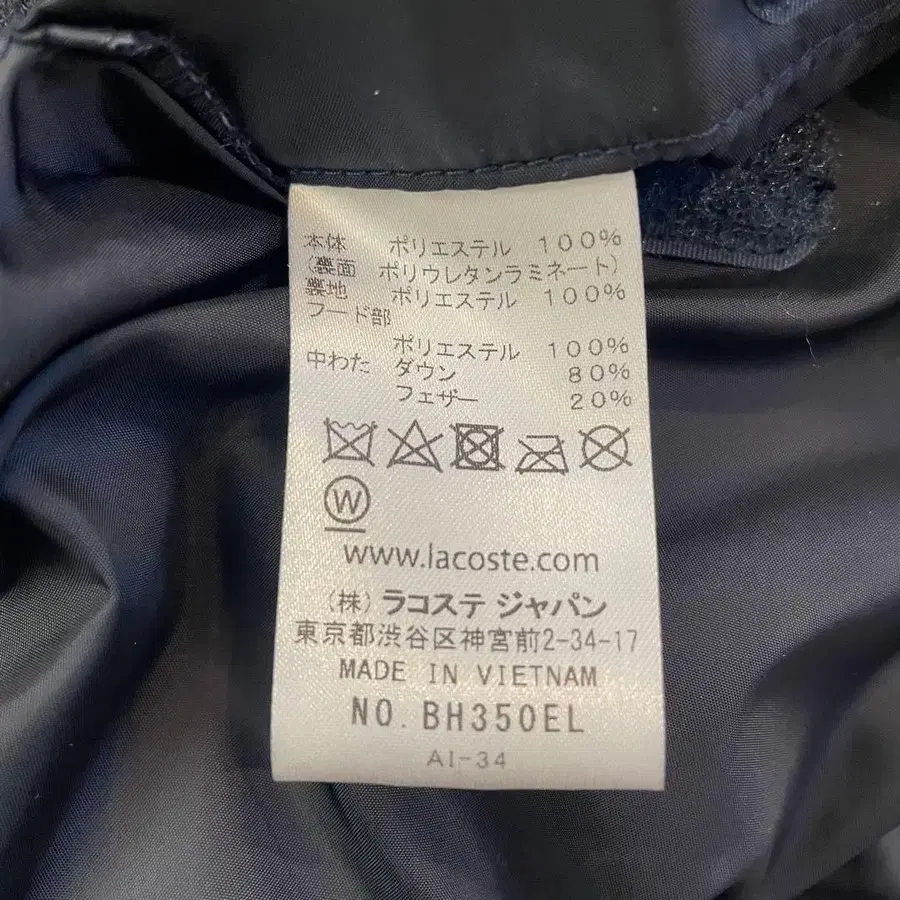 本体 ポリエステル 100%
(裏面 ポリウレタンラミネート)
裏地 ポリエステル 100%
フード部
ポリエステル 100%
中わた ダウン 80%
フェザー 20%
W
www.lacoste.com
(株) ラコステ ジャパン
東京都渋谷区神宮前2-34-17
MADE IN VIETNAM
NO. BH350EL
AI-34